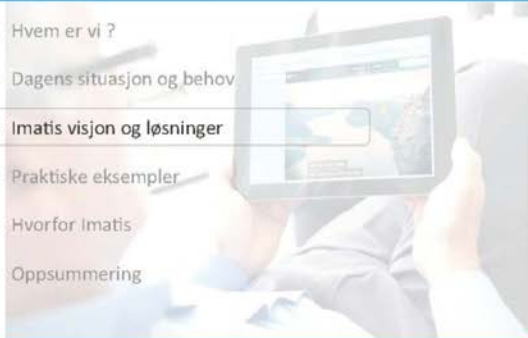 Hvem er vi ?
Dagens situasjon og behov
Imatis visjon og løsninger
Praktiske eksempler
Hvorfor Imatis
Oppsummering